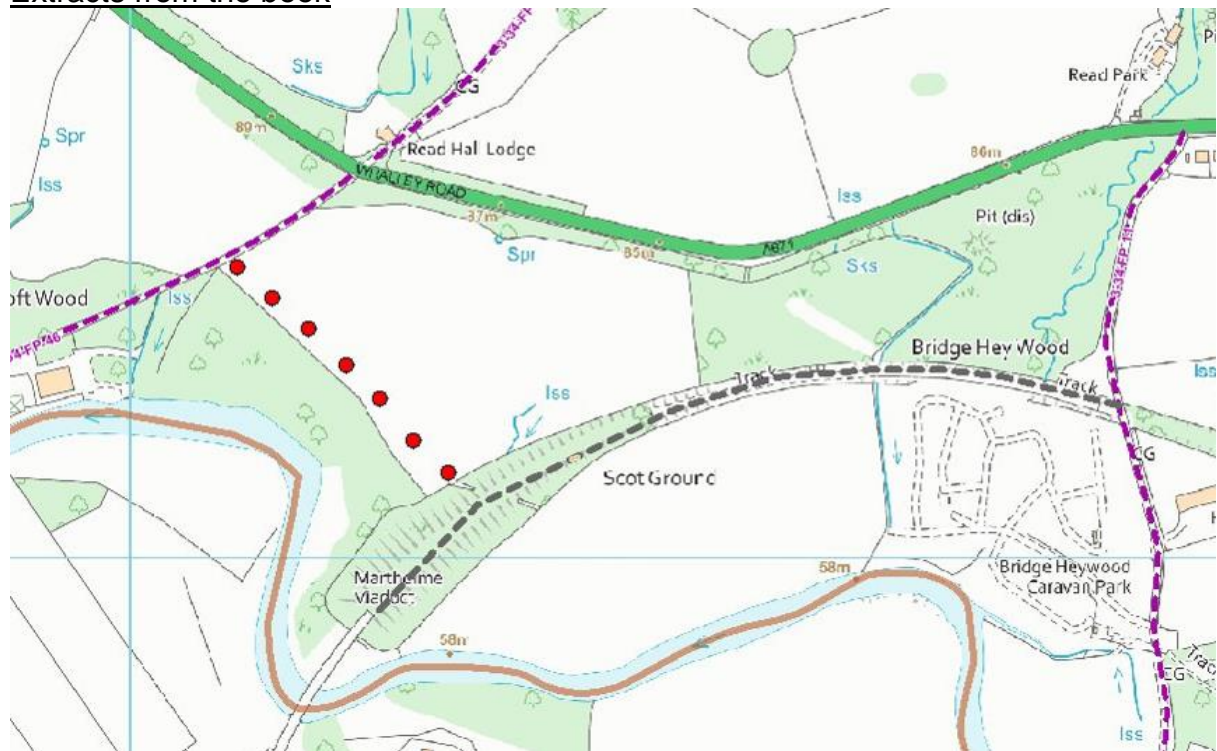 Extracts from the book
Sks
CG
Read Park
89m
Spr
Read Hall Lodge
86m
Iss
WHALLEY ROAD
87m
Iss
Pit (dis)
Spr
85m
A671
Sks
oft Wood
Iss
Bridge Hey Wood
Track
Track
Iss
Iss
CG
Scot Ground
Bridge Heywood
Caravan Park
58m
Martholme
Viaduct
58m
Track
CG
Iss